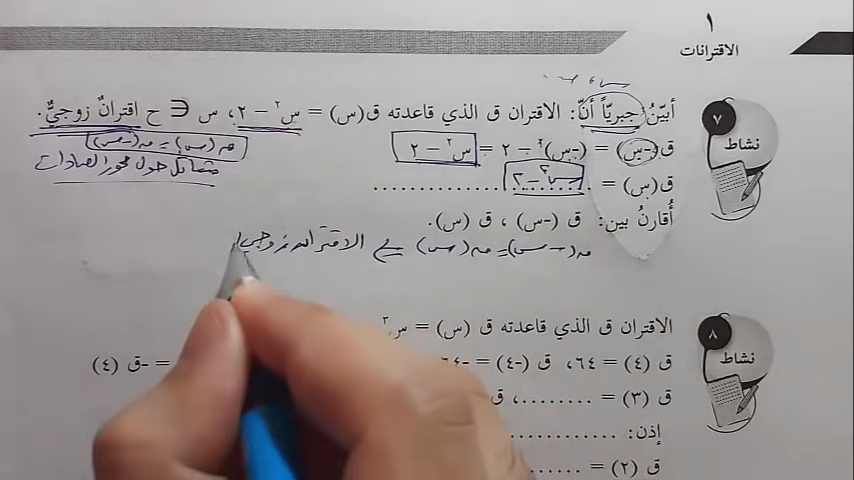 ١
الاقترانات
نشاط ٧
أبيّنُ جبريّاً أنَّ: الاقتران ق الذي قاعدته ق(س) = س٢ − ٢، س ∈ ح اقترانٌ زوجيٌّ.
ق(-س) = (-س)٢ − ٢ = س٢ − ٢
ق(س) = س٢ − ٢
ق(س) = ق(-س)
متماثل حول محور الصادات
أُقارنُ بين: ق (-س) ، ق (س).
ق(-س) = ق(س) الاقتران زوجي
نشاط ٨
الاقتران ق الذي قاعدته ق (س) = س٣
ق (٤) = ٦٤، ق (-٤) = -٦٤ = -ق (٤)
ق (٣) = ........، ق
إذن: ............
ق (٢) = ......